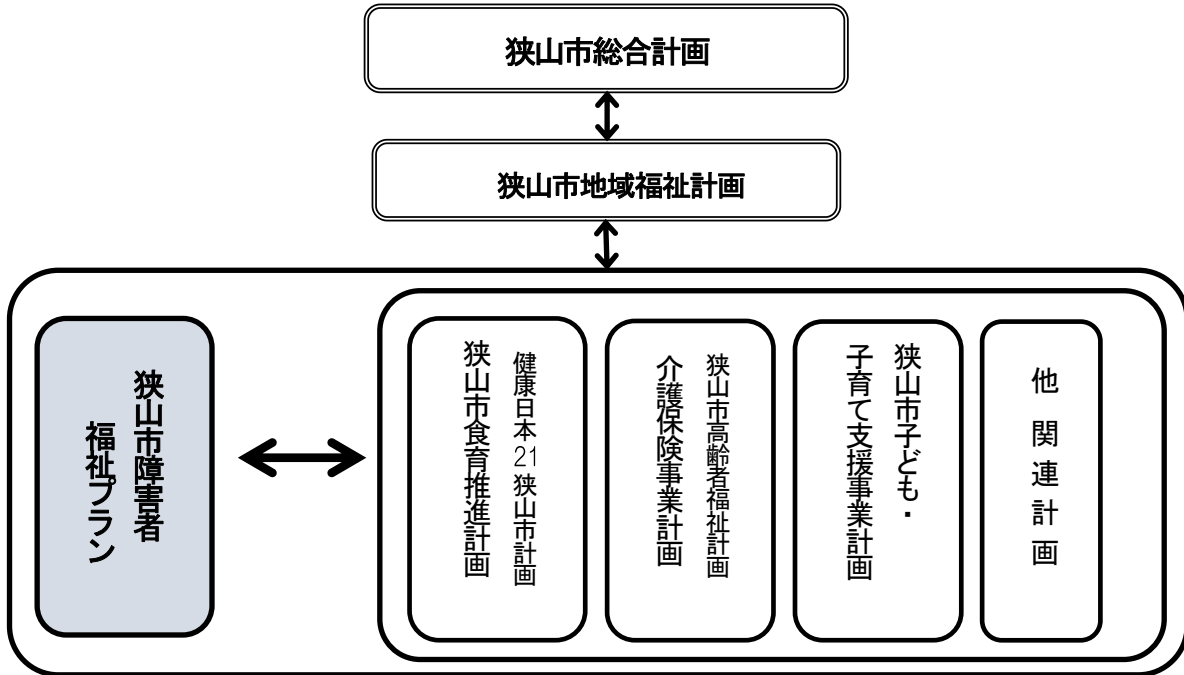 狭山市総合計画
狭山市地域福祉計画
狭山市障害者
福祉プラン
健康日本21狭山市計画
狭山市食育推進計画
狭山市高齢者福祉計画
介護保険事業計画
狭山市子ども・
子育て支援事業計画
他関連計画